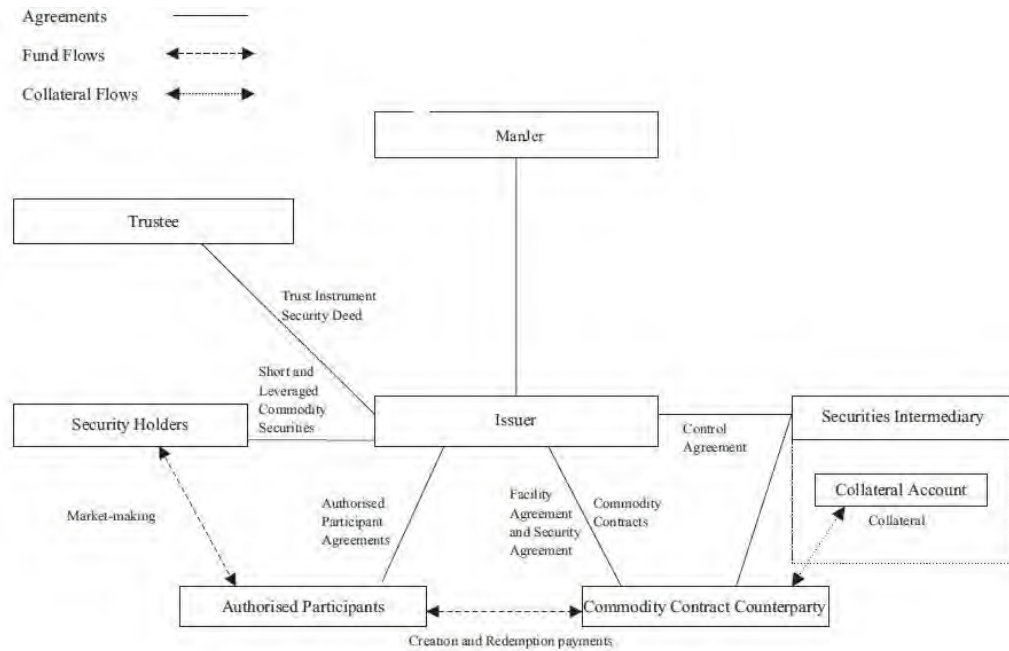 Agreements
Fund Flows
Collateral Flows
ManJer
Trustee
Trust Instrument
Security Deed
Short and
Leveraged
Commodity
Securities
Security Holders
Issuer
Control
Agreement
Securities Intermediary
Collateral Account
Collateral
Market-making
Authorised
Participant
Agreements
Facility
Agreement
and Security
Agreement
Commodity
Contracts
Authorised Participants
Commodity Contract Counterparty
Creation and Redemption payments